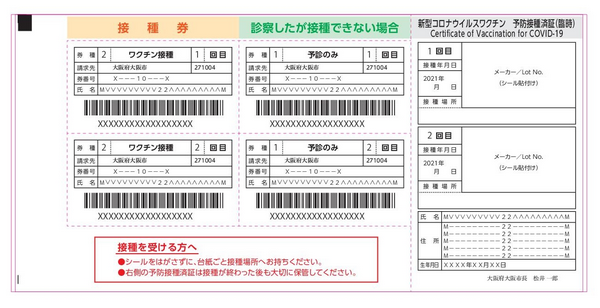 接種券
診察したが接種できない場合
新型コロナウイルスワクチン 予防接種済証(臨時)
Certificate of Vaccination for COVID-19
券種 2 ワクチン接種 1 回目
請求先 大阪府大阪市 271004
券番号 X---10---X
氏名 MVVVVVVVVV22^^^^^^^^^M
XXXXXXXXXXXXXXXXXX
券種 1 予診のみ 1 回目
請求先 大阪府大阪市 271004
券番号 X---10---X
氏名 MVVVVVVVVV22^^^^^^^^^M
XXXXXXXXXXXXXXXXXX
1 回目
接種年月日
2021年
月 日
接種場所
メーカー/Lot No.
(シール貼付け)
券種 2 ワクチン接種 2 回目
請求先 大阪府大阪市 271004
券番号 X---10---X
氏名 MVVVVVVVVV22^^^^^^^^^M
XXXXXXXXXXXXXXXXXX
券種 1 予診のみ 2 回目
請求先 大阪府大阪市 271004
券番号 X---10---X
氏名 MVVVVVVVVV22^^^^^^^^^M
XXXXXXXXXXXXXXXXXX
2 回目
接種年月日
2021年
月 日
接種場所
メーカー/Lot No.
(シール貼付け)
接種を受ける方へ
●シールをはがさずに、台紙ごと接種場所へお持ちください。
●右側の予防接種済証は接種が終わった後も大切に保管してください。
氏名 MVVVVVVVVV22^^^^^^^^^M
住所
M---------22---------M
M---------22---------M
M---------22---------M
M---------22---------M
生年月日 XXXX年XX月XX日
大阪府大阪市長 松井 一郎